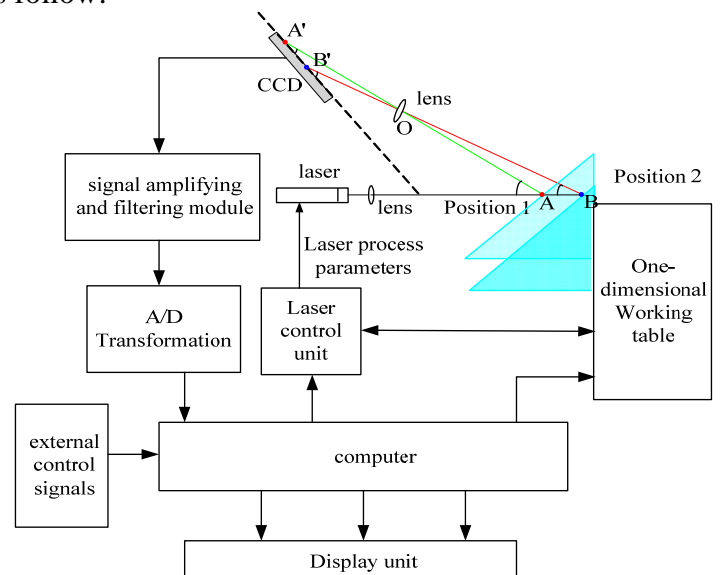 s follow:
A'
B'
CCD
lens
O
laser
lens
Position 1
A
B
Position 2
signal amplifying
and filtering module
Laser process
parameters
One-
dimensional
Working
table
A/D
Transformation
Laser
control
unit
external
control
signals
computer
Display unit